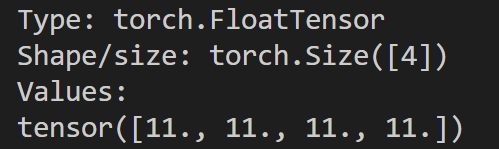 Type: torch.FloatTensor
Shape/size: torch.Size([4])
Values:
tensor([11., 11., 11., 11.])